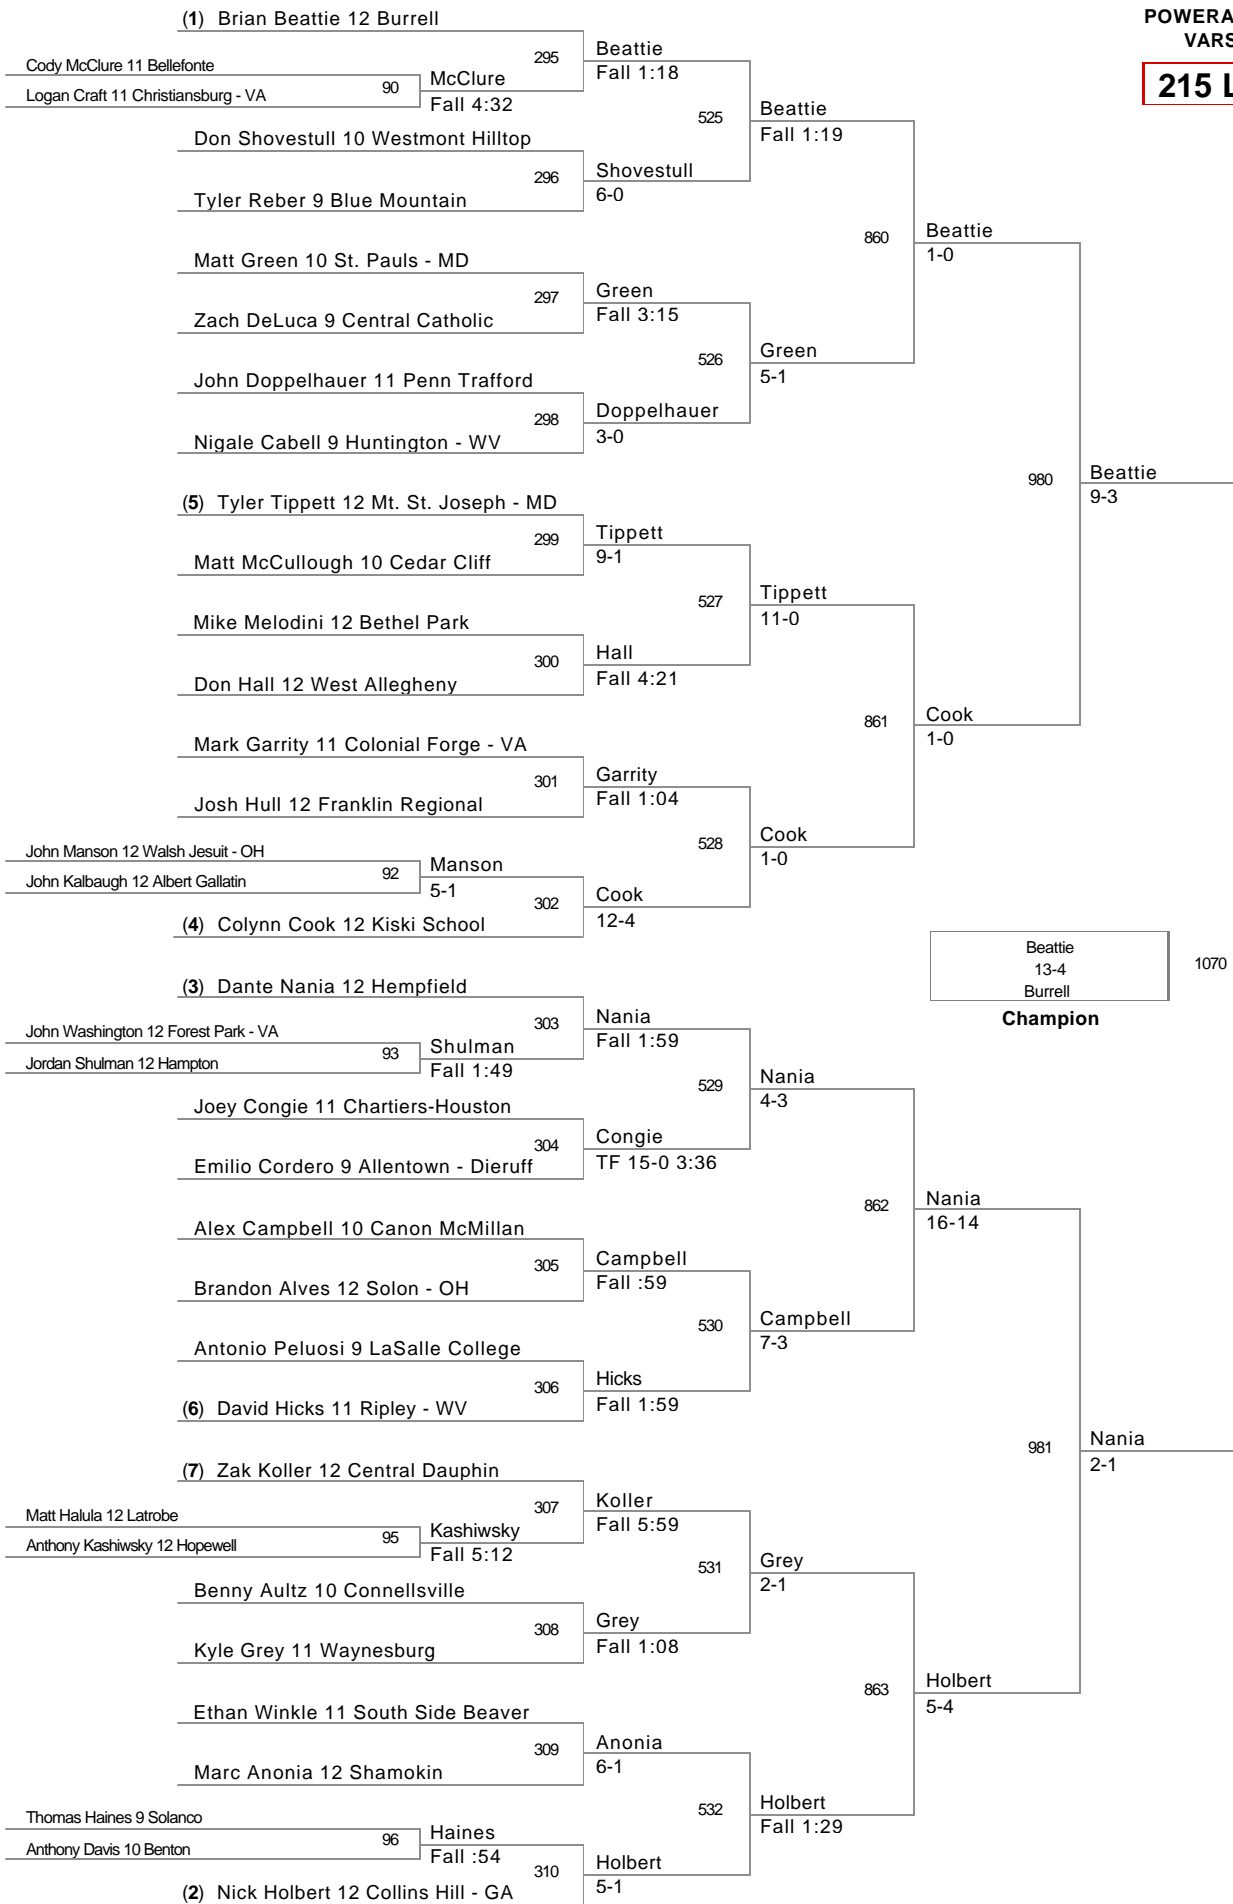 POWERA
VARS
215 L
(1) Brian Beattie 12 Burrell
295
Beattie
Fall 1:18
Cody McClure 11 Bellefonte
90
McClure
Fall 4:32
Logan Craft 11 Christiansburg - VA
525
Beattie
Fall 1:19
Don Shovestull 10 Westmont Hilltop
296
Shovestull
6-0
Tyler Reber 9 Blue Mountain
860
Beattie
1-0
Matt Green 10 St. Pauls - MD
297
Green
Fall 3:15
Zach DeLuca 9 Central Catholic
526
Green
5-1
John Doppelhauer 11 Penn Trafford
298
Doppelhauer
3-0
Nigale Cabell 9 Huntington - WV
980
Beattie
9-3
(5) Tyler Tippett 12 Mt. St. Joseph - MD
299
Tippett
9-1
Matt McCullough 10 Cedar Cliff
527
Tippett
11-0
Mike Melodini 12 Bethel Park
300
Hall
Fall 4:21
Don Hall 12 West Allegheny
861
Cook
1-0
Mark Garrity 11 Colonial Forge - VA
301
Garrity
Fall 1:04
Josh Hull 12 Franklin Regional
528
Cook
1-0
John Manson 12 Walsh Jesuit - OH
92
Manson
5-1
John Kalbaugh 12 Albert Gallatin
302
Cook
12-4
(4) Colynn Cook 12 Kiski School
Beattie
13-4
Burrell
1070
Champion
(3) Dante Nania 12 Hempfield
303
Nania
Fall 1:59
John Washington 12 Forest Park - VA
93
Shulman
Fall 1:49
Jordan Shulman 12 Hampton
529
Nania
4-3
Joey Congie 11 Chartiers-Houston
304
Congie
TF 15-0 3:36
Emilio Cordero 9 Allentown - Dieruff
862
Nania
16-14
Alex Campbell 10 Canon McMillan
305
Campbell
Fall :59
Brandon Alves 12 Solon - OH
530
Campbell
7-3
Antonio Peluosi 9 LaSalle College
306
Hicks
Fall 1:59
(6) David Hicks 11 Ripley - WV
981
Nania
2-1
(7) Zak Koller 12 Central Dauphin
307
Koller
Fall 5:59
Matt Halula 12 Latrobe
95
Kashiwsky
Fall 5:12
Anthony Kashiwsky 12 Hopewell
531
Grey
2-1
Benny Aultz 10 Connellsville
308
Grey
Fall 1:08
Kyle Grey 11 Waynesburg
863
Holbert
5-4
Ethan Winkle 11 South Side Beaver
309
Anonia
6-1
Marc Anonia 12 Shamokin
532
Holbert
Fall 1:29
Thomas Haines 9 Solanco
96
Haines
Fall :54
Anthony Davis 10 Benton
310
Holbert
5-1
(2) Nick Holbert 12 Collins Hill - GA